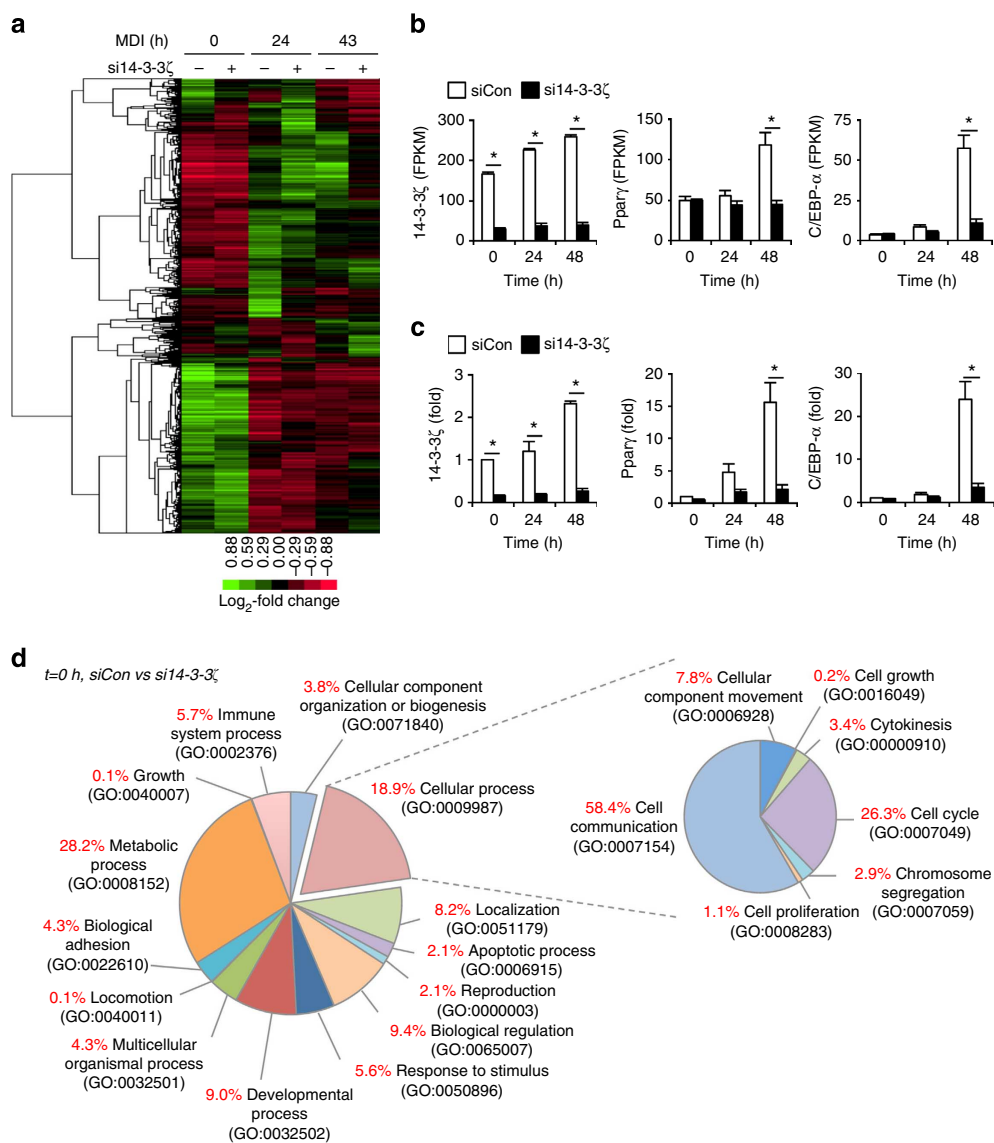 a
MDI (h) 0 24 43
si14-3-3ζ – + – + – +
0.88
0.59
0.29
0.00
–0.29
–0.59
–0.88
Log2-fold change
b
siCon si14-3-3ζ
14-3-3ζ (FPKM)
300
200
100
0
* * *
0 24 48
Time (h)
Pparγ (FPKM)
150
100
50
0
*
0 24 48
Time (h)
C/EBP-α (FPKM)
75
50
25
0
*
0 24 48
Time (h)
c
siCon si14-3-3ζ
14-3-3ζ (fold)
3
2
1
0
* * *
0 24 48
Time (h)
Pparγ (fold)
20
15
10
5
0
*
0 24 48
Time (h)
C/EBP-α (fold)
30
20
10
0
*
0 24 48
Time (h)
d
t=0 h, siCon vs si14-3-3ζ
3.8% Cellular component
organization or biogenesis
(GO:0071840)
5.7% Immune
system process
(GO:0002376)
0.1% Growth
(GO:0040007)
28.2% Metabolic
process
(GO:0008152)
4.3% Biological
adhesion
(GO:0022610)
0.1% Locomotion
(GO:0040011)
4.3% Multicellular
organismal process
(GO:0032501)
9.0% Developmental
process
(GO:0032502)
5.6% Response to stimulus
(GO:0050896)
9.4% Biological regulation
(GO:0065007)
2.1% Reproduction
(GO:0000003)
2.1% Apoptotic process
(GO:0006915)
8.2% Localization
(GO:0051179)
18.9% Cellular process
(GO:0009987)
7.8% Cellular
component movement
(GO:0006928)
0.2% Cell growth
(GO:0016049)
3.4% Cytokinesis
(GO:00000910)
26.3% Cell cycle
(GO:0007049)
2.9% Chromosome
segregation
(GO:0007059)
1.1% Cell proliferation
(GO:0008283)
58.4% Cell
communication
(GO:0007154)